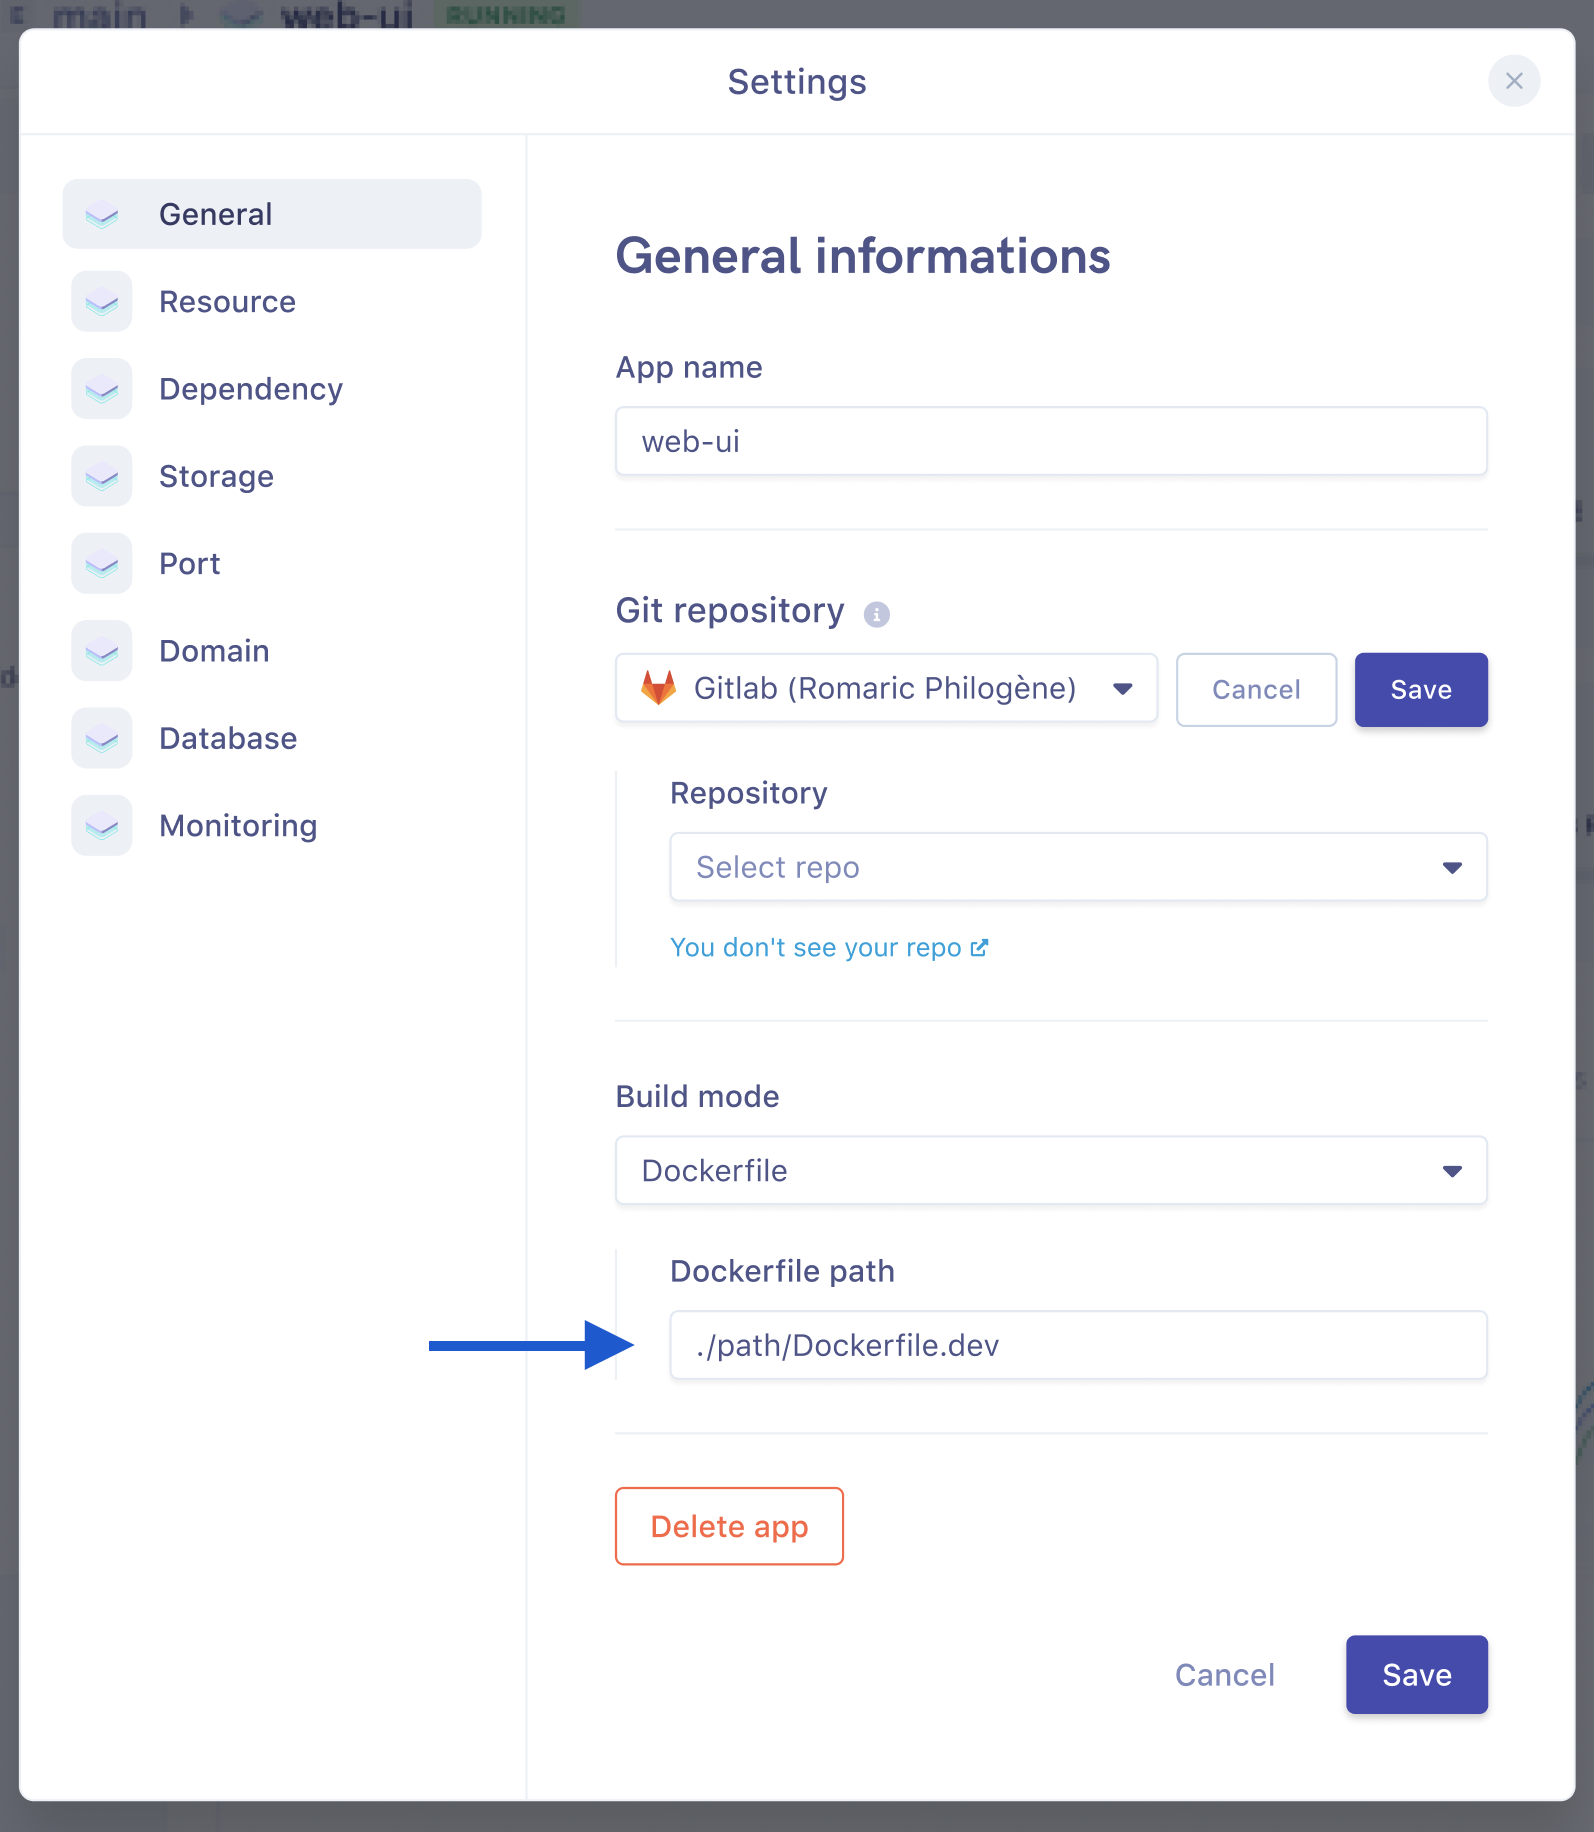 main web-ui RUNNING
Settings
General
Resource
Dependency
Storage
Port
Domain
Database
Monitoring
General informations
App name
web-ui
Git repository
Gitlab (Romaric Philogène)
Cancel
Save
Repository
Select repo
You don't see your repo
Build mode
Dockerfile
Dockerfile path
./path/Dockerfile.dev
Delete app
Cancel
Save